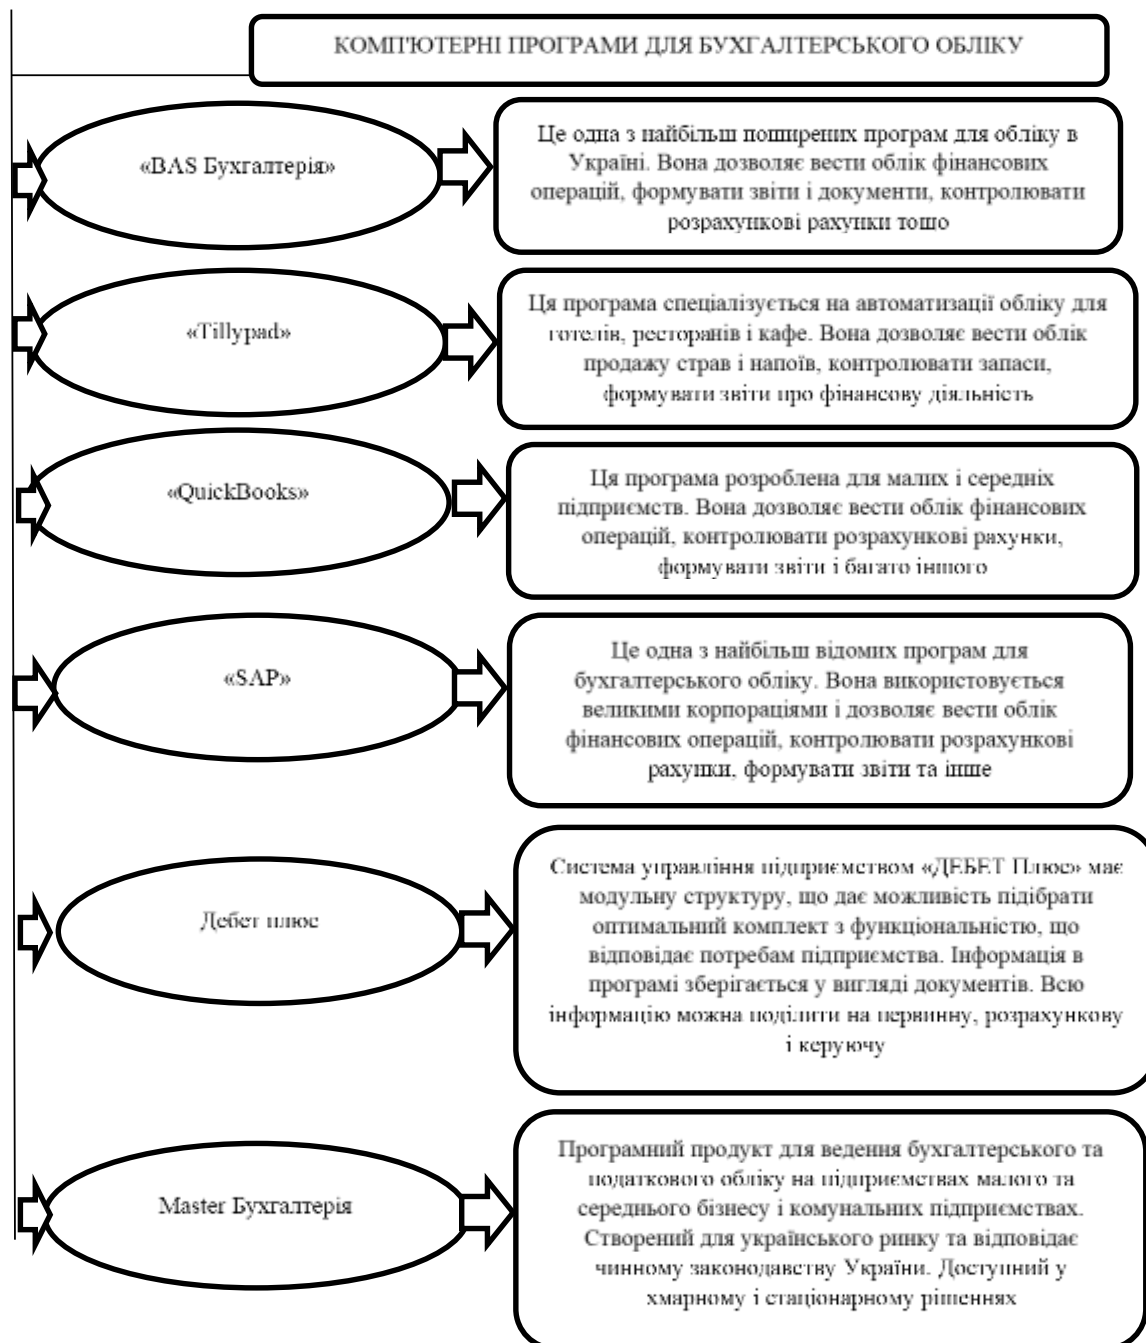 КОМП'ЮТЕРНІ ПРОГРАМИ ДЛЯ БУХГАЛТЕРСЬКОГО ОБЛІКУ
«BAS Бухгалтерія»
Це одна з найбільш поширених програм для обліку в
Україні. Вона дозволяє вести облік фінансових
операцій, формувати звіти і документи, контролювати
розрахункові рахунки тощо
«Tillypad»
Ця програма спеціалізується на автоматизації обліку для
готелів, ресторанів і кафе. Вона дозволяє вести облік
продажу страв і напоїв, контролювати запаси,
формувати звіти про фінансову діяльність
«QuickBooks»
Ця програма розроблена для малих і середніх
підприємств. Вона дозволяє вести облік фінансових
операцій, контролювати розрахункові рахунки,
формувати звіти і багато іншого
«SAP»
Це одна з найбільш відомих програм для
бухгалтерського обліку. Вона використовується
великими корпораціями і дозволяє вести облік
фінансових операцій, контролювати розрахункові
рахунки, формувати звіти та інше
Дебет плюс
Система управління підприємством «ДЕБЕТ Плюс» має
модульну структуру, що дає можливість підібрати
оптимальний комплект з функціональністю, що
відповідає потребам підприємства. Інформація в
програмі зберігається у вигляді документів. Всю
інформацію можна поділити на первинну, розрахункову
і керуючу
Master Бухгалтерія
Програмний продукт для ведення бухгалтерського та
податкового обліку на підприємствах малого та
середнього бізнесу і комунальних підприємствах.
Створений для українського ринку та відповідає
чинному законодавству України. Доступний у
хмарному і стаціонарному рішеннях